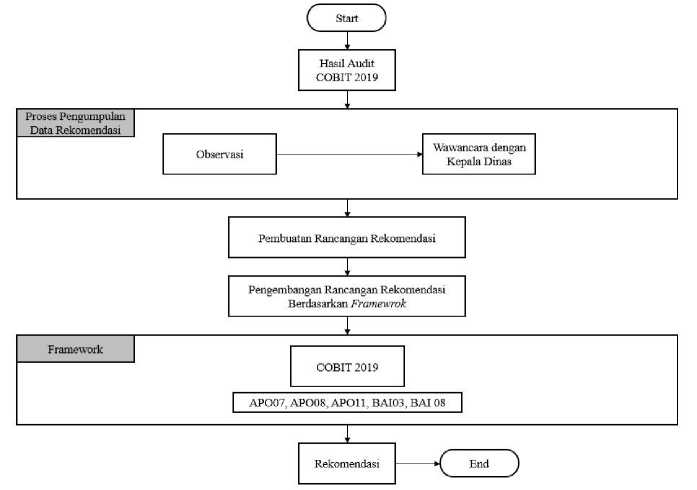 Start
Hasil Audit
COBIT 2019
Proses Pengumpulan
Data Rekomendasi
Observasi
Wawancara dengan
Kepala Dinas
Pembuatan Rancangan Rekomendasi
Pengembangan Rancangan Rekomendasi
Berdasarkan Framewrok
Framework
COBIT 2019
APO07, APO08, APO11, BAI03, BAI 08
Rekomendasi
End